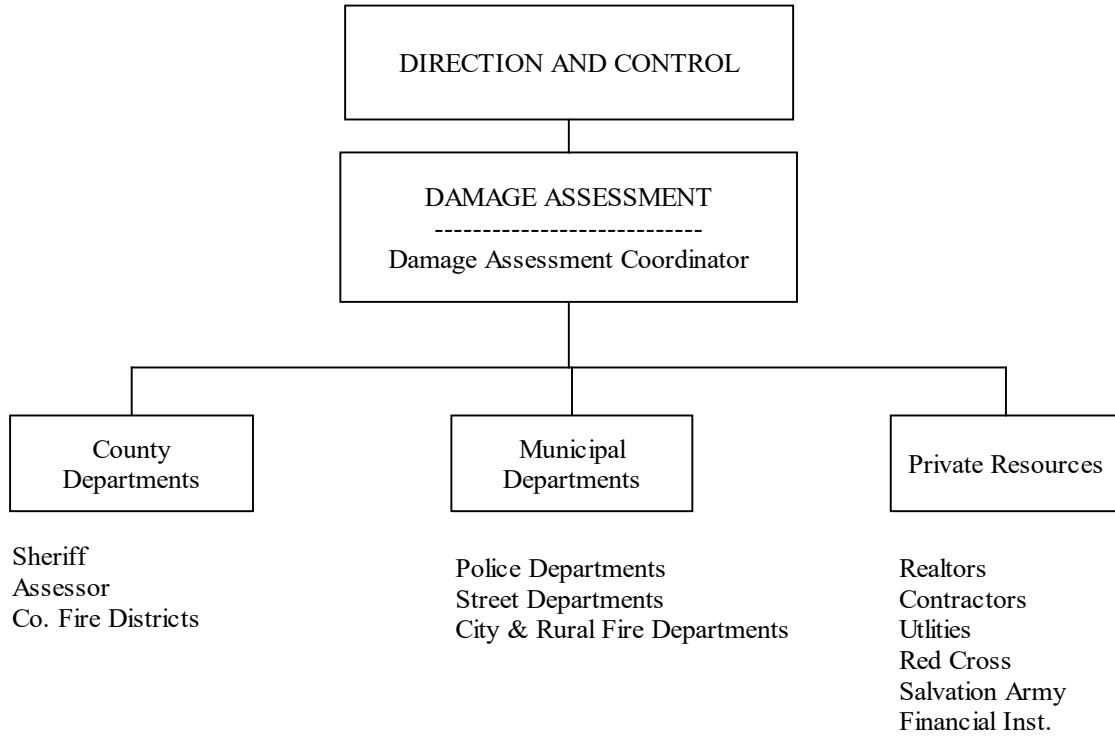 DIRECTION AND CONTROL
DAMAGE ASSESSMENT
----------------------------
Damage Assessment Coordinator
County
Departments
Sheriff
Assessor
Co. Fire Districts
Municipal
Departments
Police Departments
Street Departments
City & Rural Fire Departments
Private Resources
Realtors
Contractors
Utlities
Red Cross
Salvation Army
Financial Inst.